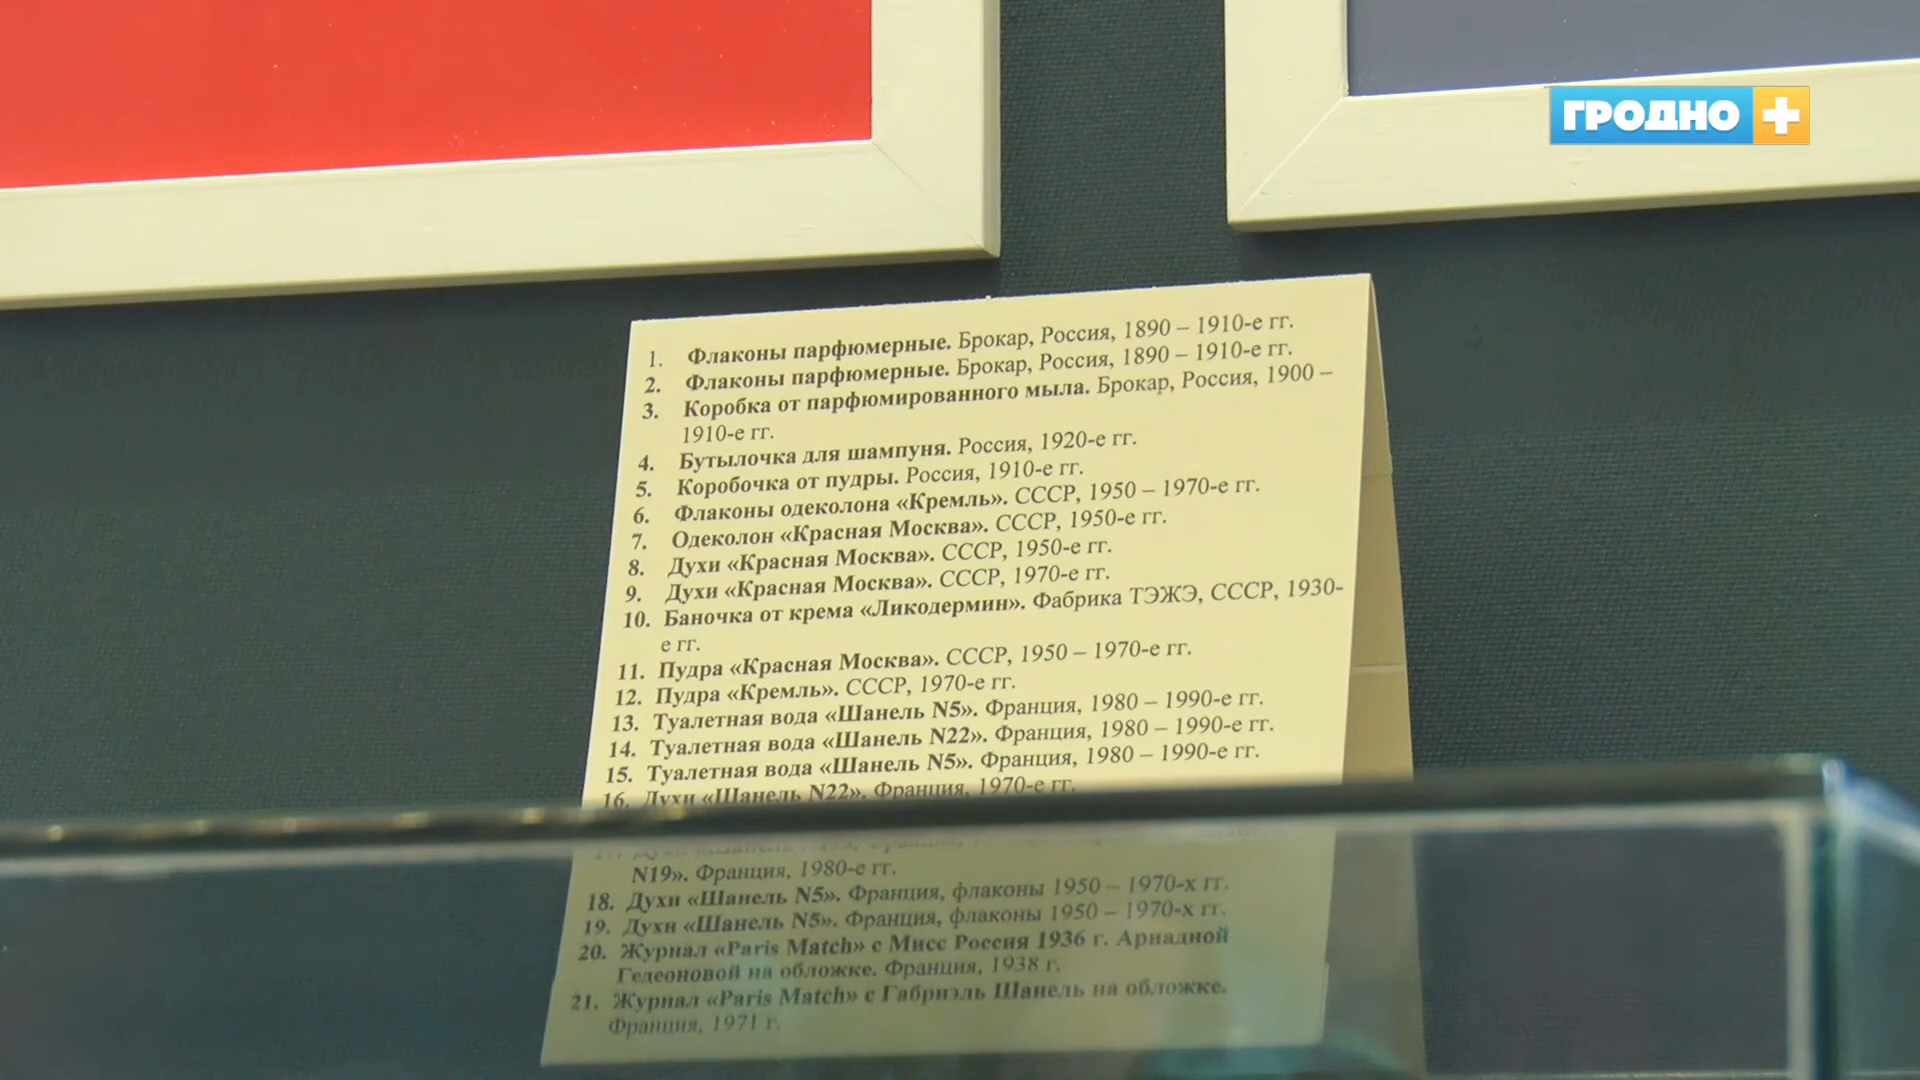 ГРОДНО +
1. Флаконы парфюмерные. Брокар, Россия, 1890 – 1910-е гг.
2. Флаконы парфюмерные. Брокар, Россия, 1890 – 1910-е гг.
3. Коробка от парфюмированного мыла. Брокар, Россия, 1900 –
1910-е гг.
4. Бутылочка для шампуня. Россия, 1920-е гг.
5. Коробочка от пудры. Россия, 1910-е гг.
6. Флаконы одеколона «Кремль». СССР, 1950 – 1970-е гг.
7. Одеколон «Красная Москва». СССР, 1950-е гг.
8. Духи «Красная Москва». СССР, 1950-е гг.
9. Духи «Красная Москва». СССР, 1970-е гг.
10. Баночка от крема «Ликодермин». Фабрика ТЭЖЭ, СССР, 1930-
е гг.
11. Пудра «Красная Москва». СССР, 1950 – 1970-е гг.
12. Пудра «Кремль». СССР, 1970-е гг.
13. Туалетная вода «Шанель N5». Франция, 1980 – 1990-е гг.
14. Туалетная вода «Шанель N22». Франция, 1980 – 1990-е гг.
15. Туалетная вода «Шанель N5». Франция, 1980 – 1990-е гг.
16. Духи «Шанель N22». Франция, 1970-е гг.
17. Духи «Шанель
N19». Франция, 1980-е гг.
18. Духи «Шанель N5». Франция, флаконы 1950 – 1970-х гг.
19. Духи «Шанель N5». Франция, флаконы 1950 – 1970-х гг.
20. Журнал «Paris Match» с Мисс Россия 1936 г. Ариадной
Гедеоновой на обложке. Франция, 1938 г.
21. Журнал «Paris Match» с Габриэль Шанель на обложке.
Франция, 1971 г.